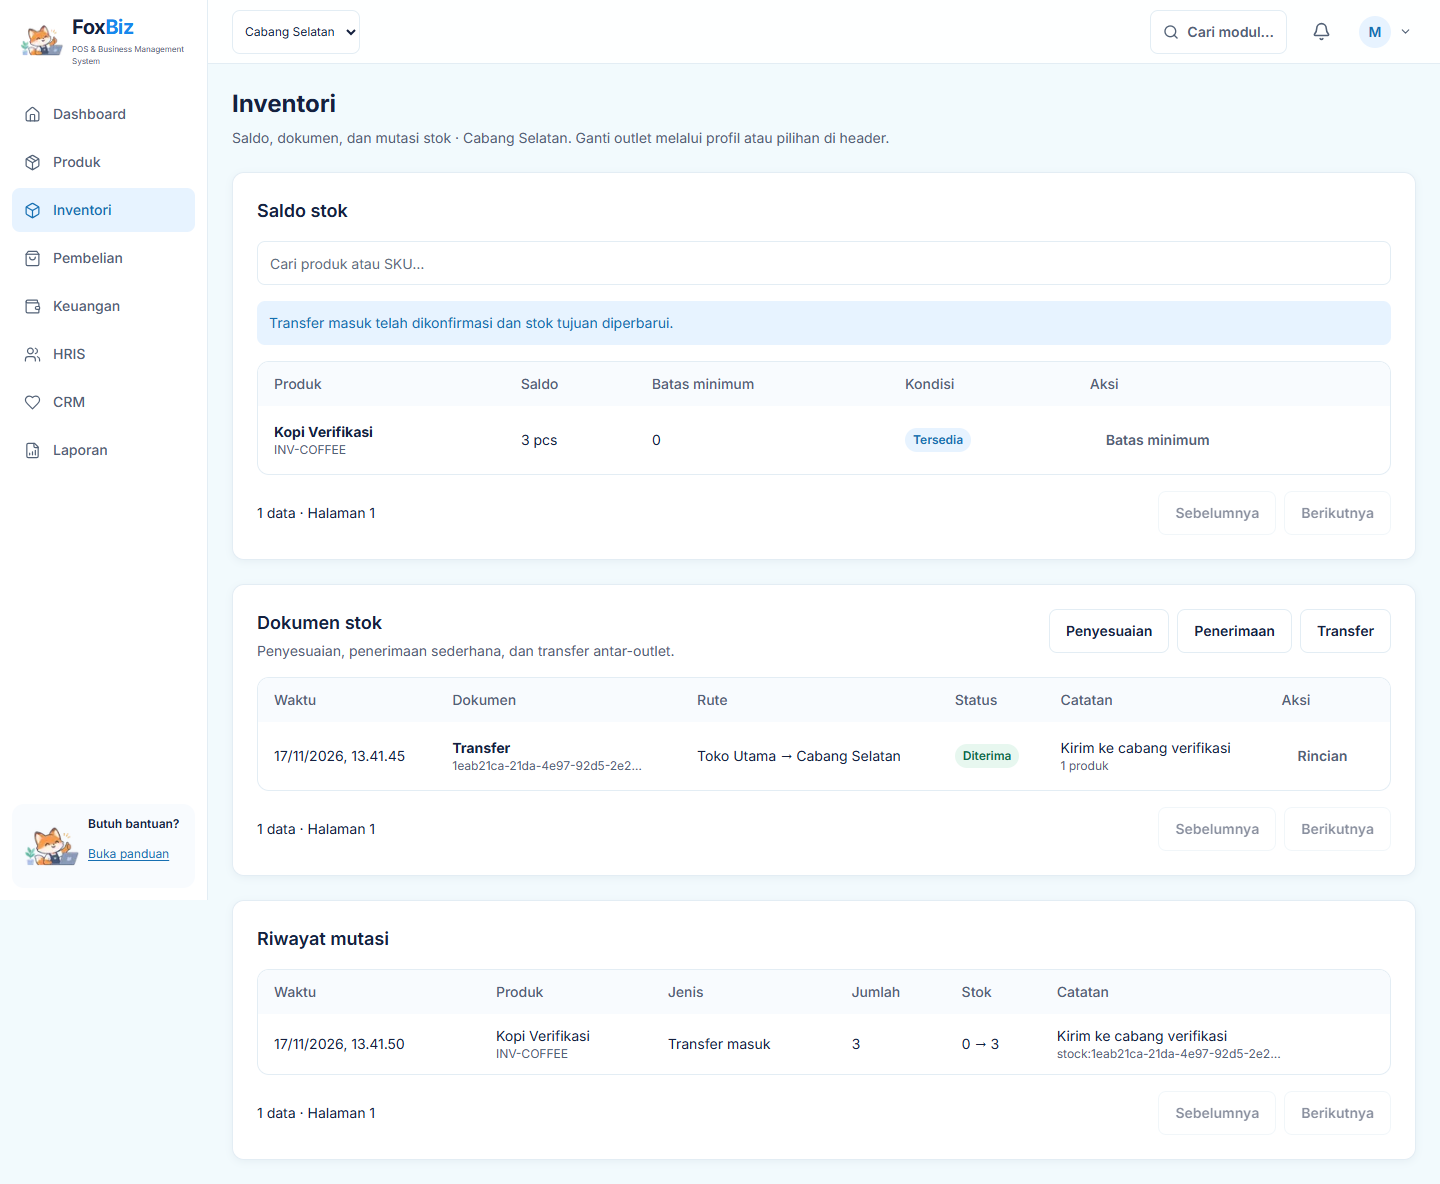 FoxBiz
POS & Business Management
System
Cabang Selatan
Cari modul...
M
Dashboard
Produk
Inventori
Pembelian
Keuangan
HRIS
CRM
Laporan
Butuh bantuan?
Buka panduan
Inventori
Saldo, dokumen, dan mutasi stok · Cabang Selatan. Ganti outlet melalui profil atau pilihan di header.
Saldo stok
Cari produk atau SKU...
Transfer masuk telah dikonfirmasi dan stok tujuan diperbarui.
Produk Saldo Batas minimum Kondisi Aksi
Kopi Verifikasi
INV-COFFEE
3 pcs 0 Tersedia Batas minimum
1 data · Halaman 1 Sebelumnya Berikutnya
Dokumen stok
Penyesuaian, penerimaan sederhana, dan transfer antar-outlet.
Penyesuaian Penerimaan Transfer
Waktu Dokumen Rute Status Catatan Aksi
17/11/2026, 13.41.45
Transfer
1eab21ca-21da-4e97-92d5-2e2...
Toko Utama → Cabang Selatan
Diterima
Kirim ke cabang verifikasi
1 produk
Rincian
1 data · Halaman 1 Sebelumnya Berikutnya
Riwayat mutasi
Waktu Produk Jenis Jumlah Stok Catatan
17/11/2026, 13.41.50
Kopi Verifikasi
INV-COFFEE
Transfer masuk
3
0 → 3
Kirim ke cabang verifikasi
stock:1eab21ca-21da-4e97-92d5-2e2...
1 data · Halaman 1 Sebelumnya Berikutnya